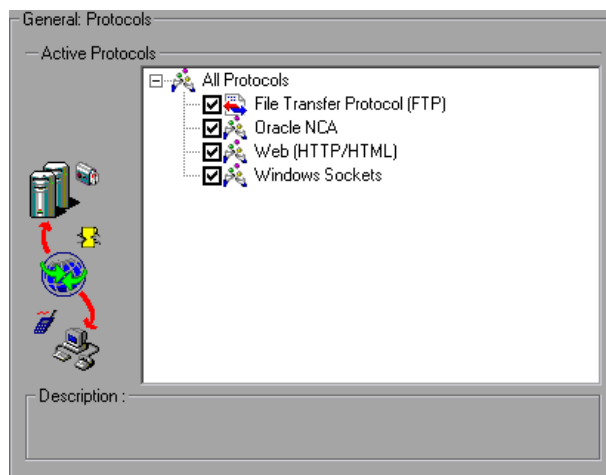 General: Protocols
Active Protocols
All Protocols
File Transfer Protocol (FTP)
Oracle NCA
Web (HTTP/HTML)
Windows Sockets
Description :